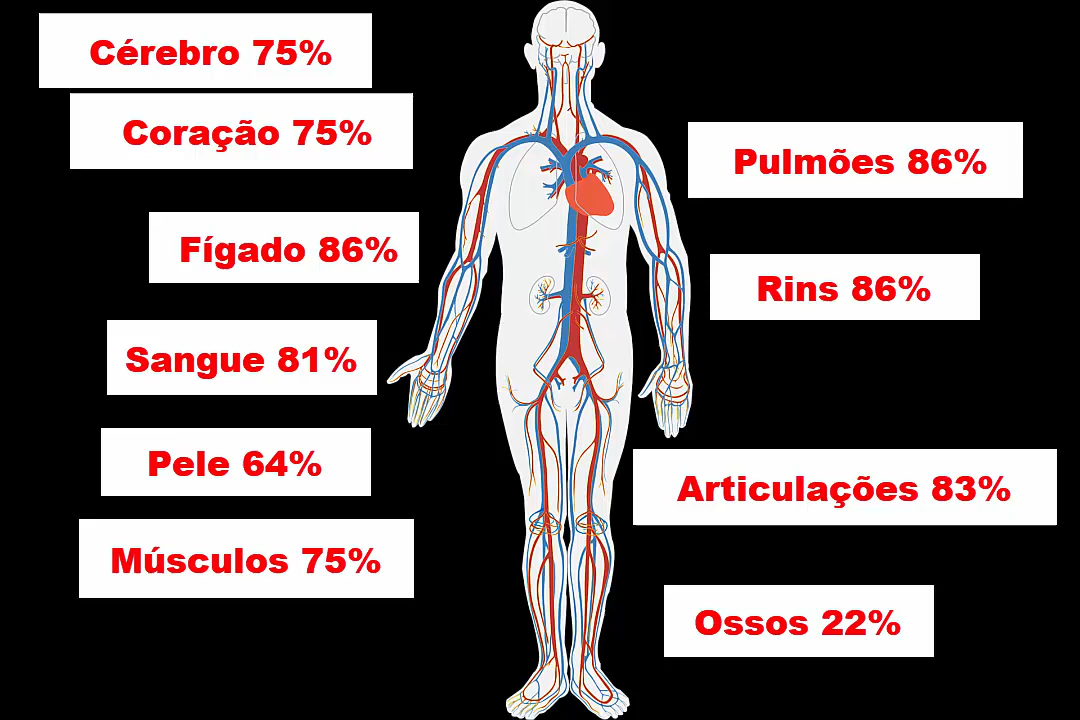 Cérebro 75%
Coração 75%
Fígado 86%
Sangue 81%
Pele 64%
Músculos 75%
Pulmões 86%
Rins 86%
Articulações 83%
Ossos 22%